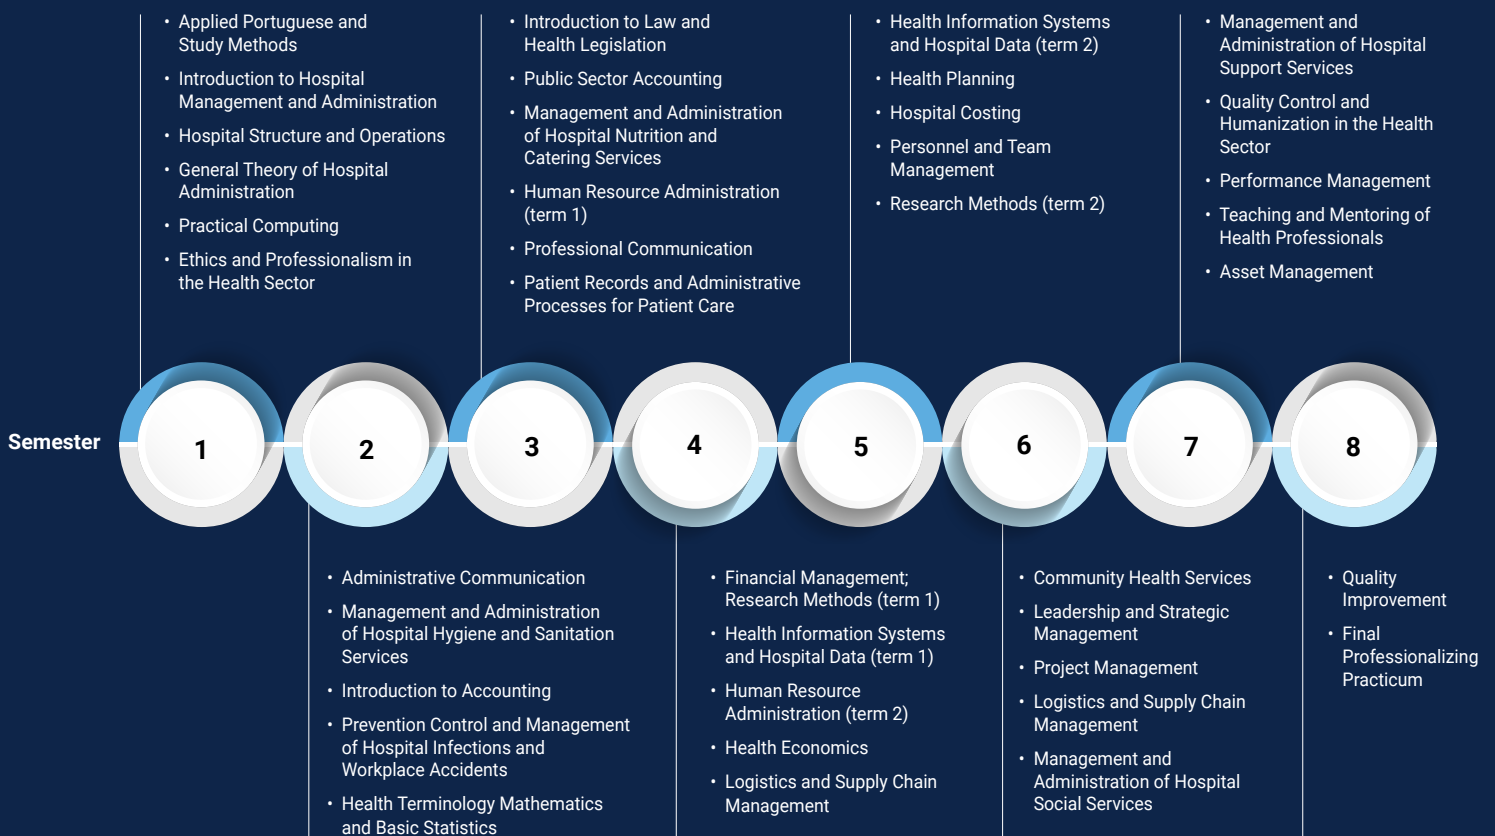 • Applied Portuguese and
Study Methods
• Introduction to Hospital
Management and Administration
• Hospital Structure and Operations
• General Theory of Hospital
Administration
• Practical Computing
• Ethics and Professionalism in
the Health Sector
• Introduction to Law and
Health Legislation
• Public Sector Accounting
• Management and Administration
of Hospital Nutrition and
Catering Services
• Human Resource Administration
(term 1)
• Professional Communication
• Patient Records and Administrative
Processes for Patient Care
• Health Information Systems
and Hospital Data (term 2)
• Health Planning
• Hospital Costing
• Personnel and Team
Management
• Research Methods (term 2)
• Management and
Administration of Hospital
Support Services
• Quality Control and
Humanization in the Health
Sector
• Performance Management
• Teaching and Mentoring of
Health Professionals
• Asset Management
Semester
1
2
3
4
5
6
7
8
• Administrative Communication
• Management and Administration
of Hospital Hygiene and Sanitation
Services
• Introduction to Accounting
• Prevention Control and Management
of Hospital Infections and
Workplace Accidents
• Health Terminology Mathematics
and Basic Statistics
• Financial Management;
Research Methods (term 1)
• Health Information Systems
and Hospital Data (term 1)
• Human Resource
Administration (term 2)
• Health Economics
• Logistics and Supply Chain
Management
• Community Health Services
• Leadership and Strategic
Management
• Project Management
• Logistics and Supply Chain
Management
• Management and
Administration of Hospital
Social Services
• Quality
Improvement
• Final
Professionalizing
Practicum